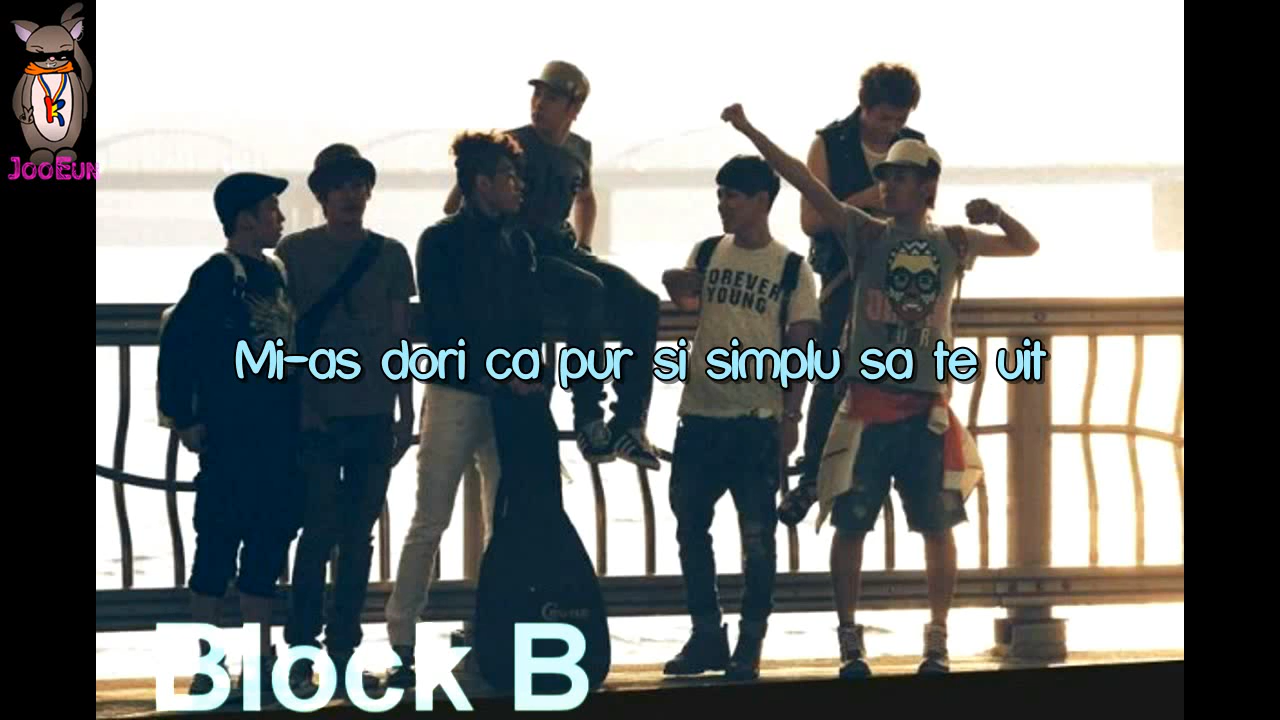 K
JooEun
FOREVER
YOUNG
Mi-as dori ca pur si simplu sa te uit
Block B